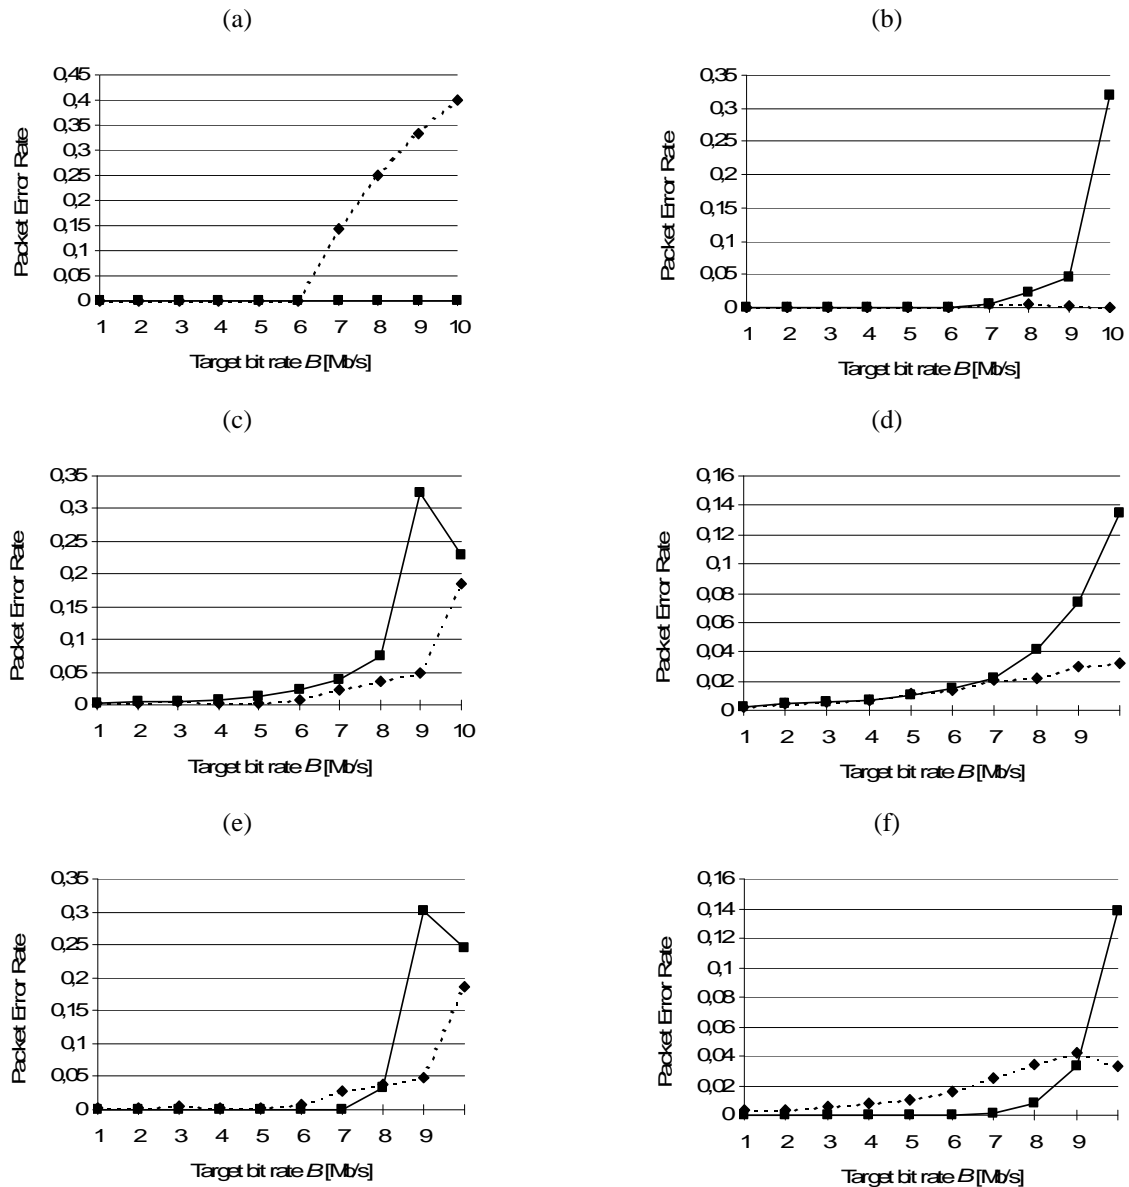 (a)
0,45
0,4
0,35
0,3
0,25
0,2
0,15
0,1
0,05
0
Packet Error Rate
1 2 3 4 5 6 7 8 9 10
Target bit rate B [Mb/s]
(b)
0,35
0,3
0,25
0,2
0,15
0,1
0,05
0
Packet Error Rate
1 2 3 4 5 6 7 8 9 10
Target bit rate B [Mb/s]
(c)
0,35
0,3
0,25
0,2
0,15
0,1
0,05
0
Packet Error Rate
1 2 3 4 5 6 7 8 9 10
Target bit rate B [Mb/s]
(d)
0,16
0,14
0,12
0,1
0,08
0,06
0,04
0,02
0
Packet Error Rate
1 2 3 4 5 6 7 8 9
Target bit rate B [Mb/s]
(e)
0,35
0,3
0,25
0,2
0,15
0,1
0,05
0
Packet Error Rate
1 2 3 4 5 6 7 8 9
Target bit rate B [Mb/s]
(f)
0,16
0,14
0,12
0,1
0,08
0,06
0,04
0,02
0
Packet Error Rate
1 2 3 4 5 6 7 8 9
Target bit rate B [Mb/s]